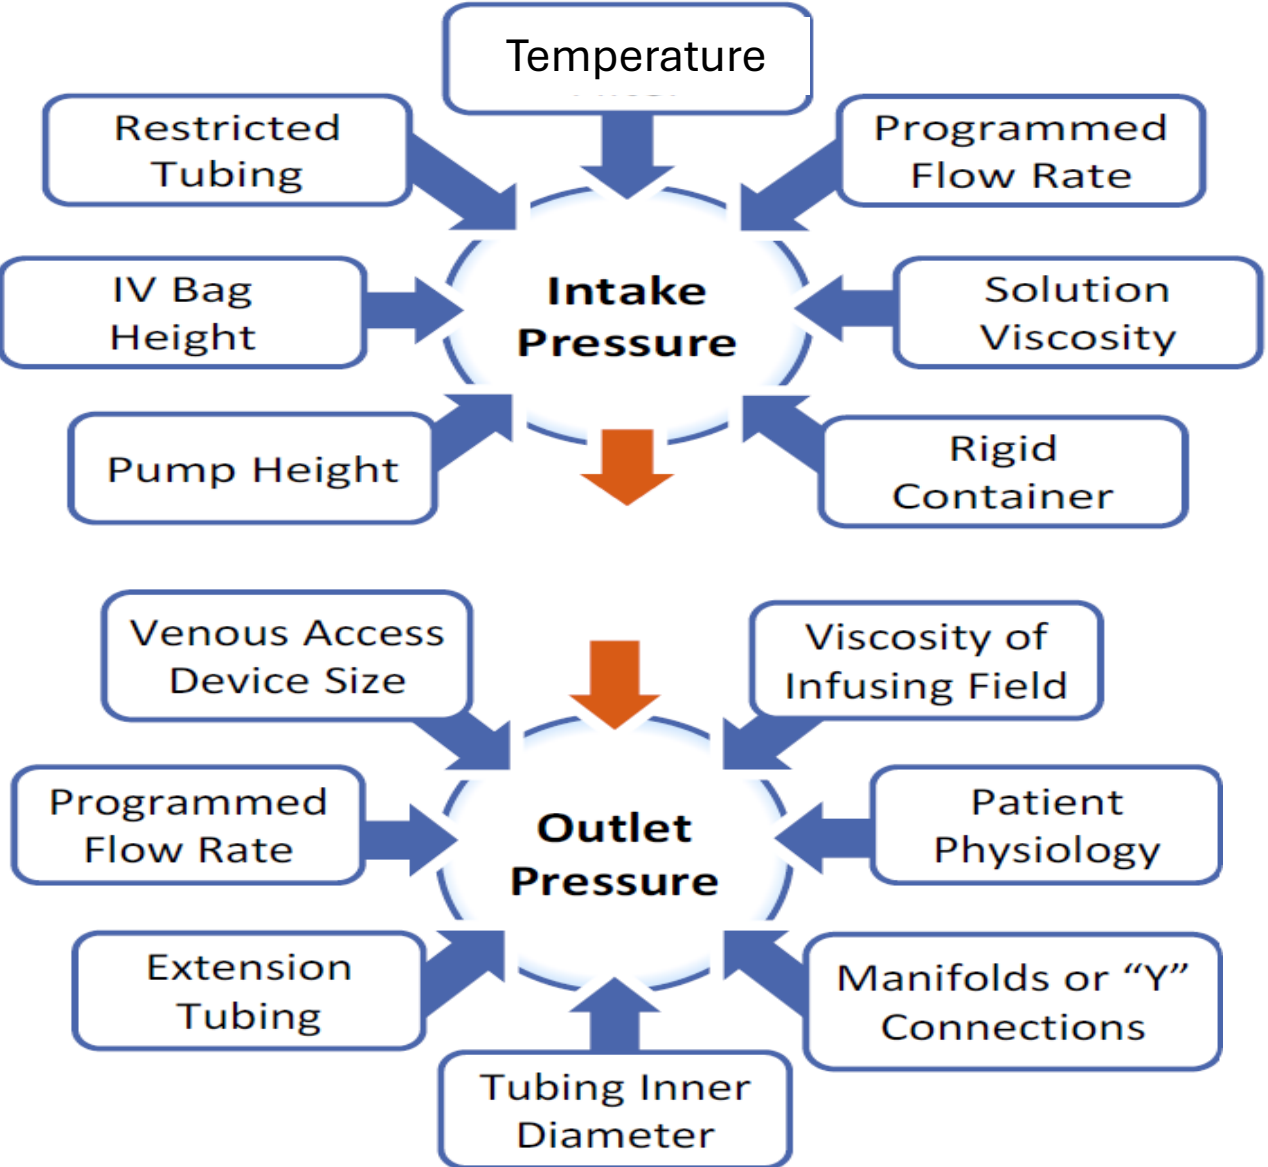 Temperature
Restricted
Tubing
Programmed
Flow Rate
IV Bag
Height
Intake
Pressure
Solution
Viscosity
Pump Height
Rigid
Container
Venous Access
Device Size
Viscosity of
Infusing Field
Programmed
Flow Rate
Outlet
Pressure
Patient
Physiology
Extension
Tubing
Manifolds or “Y”
Connections
Tubing Inner
Diameter